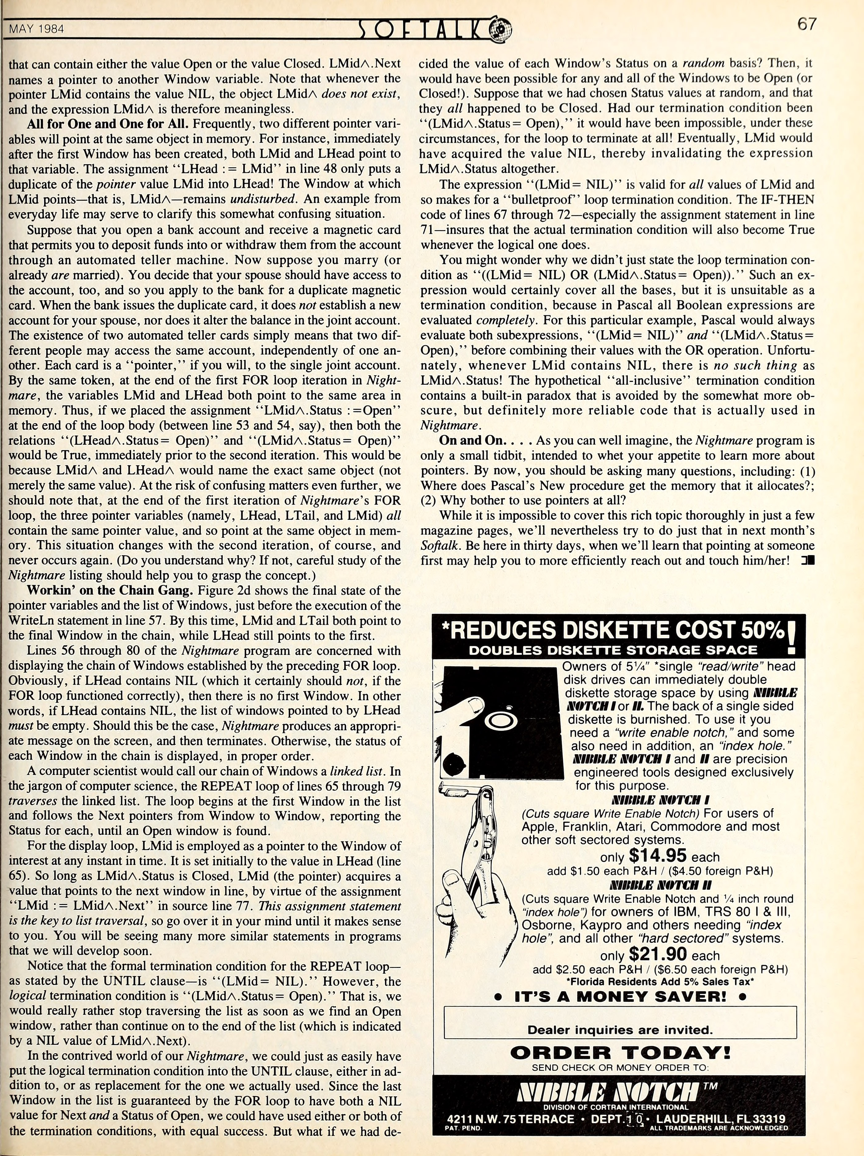 MAY 1984
SOFTALK
67
that can contain either the value Open or the value Closed. LMid∧.Next
names a pointer to another Window variable. Note that whenever the
pointer LMid contains the value NIL, the object LMid∧ does not exist,
and the expression LMid∧ is therefore meaningless.
All for One and One for All. Frequently, two different pointer vari-
ables will point at the same object in memory. For instance, immediately
after the first Window has been created, both LMid and LHead point to
that variable. The assignment "LHead := LMid" in line 48 only puts a
duplicate of the pointer value LMid into LHead! The Window at which
LMid points—that is, LMid∧—remains undisturbed. An example from
everyday life may serve to clarify this somewhat confusing situation.
Suppose that you open a bank account and receive a magnetic card
that permits you to deposit funds into or withdraw them from the account
through an automated teller machine. Now suppose you marry (or
already are married). You decide that your spouse should have access to
the account, too, and so you apply to the bank for a duplicate magnetic
card. When the bank issues the duplicate card, it does not establish a new
account for your spouse, nor does it alter the balance in the joint account.
The existence of two automated teller cards simply means that two dif-
ferent people may access the same account, independently of one an-
other. Each card is a "pointer," if you will, to the single joint account.
By the same token, at the end of the first FOR loop iteration in Night-
mare, the variables LMid and LHead both point to the same area in
memory. Thus, if we placed the assignment "LMid∧.Status :=Open"
at the end of the loop body (between line 53 and 54, say), then both the
relations "(LHead∧.Status= Open)" and "(LMid∧.Status= Open)"
would be True, immediately prior to the second iteration. This would be
because LMid∧ and LHead∧ would name the exact same object (not
merely the same value). At the risk of confusing matters even further, we
should note that, at the end of the first iteration of Nightmare's FOR
loop, the three pointer variables (namely, LHead, LTail, and LMid) all
contain the same pointer value, and so point at the same object in mem-
ory. This situation changes with the second iteration, of course, and
never occurs again. (Do you understand why? If not, careful study of the
Nightmare listing should help you to grasp the concept.)
Workin' on the Chain Gang. Figure 2d shows the final state of the
pointer variables and the list of Windows, just before the execution of the
WriteLn statement in line 57. By this time, LMid and LTail both point to
the final Window in the chain, while LHead still points to the first.
Lines 56 through 80 of the Nightmare program are concerned with
displaying the chain of Windows established by the preceding FOR loop.
Obviously, if LHead contains NIL (which it certainly should not, if the
FOR loop functioned correctly), then there is no first Window. In other
words, if LHead contains NIL, the list of windows pointed to by LHead
must be empty. Should this be the case, Nightmare produces an appropri-
ate message on the screen, and then terminates. Otherwise, the status of
each Window in the chain is displayed, in proper order.
A computer scientist would call our chain of Windows a linked list. In
the jargon of computer science, the REPEAT loop of lines 65 through 79
traverses the linked list. The loop begins at the first Window in the list
and follows the Next pointers from Window to Window, reporting the
Status for each, until an Open window is found.
For the display loop, LMid is employed as a pointer to the Window of
interest at any instant in time. It is set initially to the value in LHead (line
65). So long as LMid∧.Status is Closed, LMid (the pointer) acquires a
value that points to the next window in line, by virtue of the assignment
"LMid := LMid∧.Next" in source line 77. This assignment statement
is the key to list traversal, so go over it in your mind until it makes sense
to you. You will be seeing many more similar statements in programs
that we will develop soon.
Notice that the formal termination condition for the REPEAT loop—
as stated by the UNTIL clause—is "(LMid= NIL)." However, the
logical termination condition is "(LMid∧.Status= Open)." That is, we
would really rather stop traversing the list as soon as we find an Open
window, rather than continue on to the end of the list (which is indicated
by a NIL value of LMid∧.Next).
In the contrived world of our Nightmare, we could just as easily have
put the logical termination condition into the UNTIL clause, either in ad-
dition to, or as replacement for the one we actually used. Since the last
Window in the list is guaranteed by the FOR loop to have both a NIL
value for Next and a Status of Open, we could have used either or both of
the termination conditions, with equal success. But what if we had de-
cided the value of each Window's Status on a random basis? Then, it
would have been possible for any and all of the Windows to be Open (or
Closed!). Suppose that we had chosen Status values at random, and that
they all happened to be Closed. Had our termination condition been
"(LMid∧.Status= Open)," it would have been impossible, under these
circumstances, for the loop to terminate at all! Eventually, LMid would
have acquired the value NIL, thereby invalidating the expression
LMid∧.Status altogether.
The expression "(LMid= NIL)" is valid for all values of LMid and
so makes for a "bulletproof" loop termination condition. The IF-THEN
code of lines 67 through 72—especially the assignment statement in line
71—insures that the actual termination condition will also become True
whenever the logical one does.
You might wonder why we didn't just state the loop termination con-
dition as "((LMid= NIL) OR (LMid∧.Status= Open))." Such an ex-
pression would certainly cover all the bases, but it is unsuitable as a
termination condition, because in Pascal all Boolean expressions are
evaluated completely. For this particular example, Pascal would always
evaluate both subexpressions, "(LMid= NIL)" and "(LMid∧.Status=
Open)," before combining their values with the OR operation. Unfortu-
nately, whenever LMid contains NIL, there is no such thing as
LMid∧.Status! The hypothetical "all-inclusive" termination condition
contains a built-in paradox that is avoided by the somewhat more ob-
scure, but definitely more reliable code that is actually used in
Nightmare.
On and On. . . . As you can well imagine, the Nightmare program is
only a small tidbit, intended to whet your appetite to learn more about
pointers. By now, you should be asking many questions, including: (1)
Where does Pascal's New procedure get the memory that it allocates?;
(2) Why bother to use pointers at all?
While it is impossible to cover this rich topic thoroughly in just a few
magazine pages, we'll nevertheless try to do just that in next month's
Softalk. Be here in thirty days, when we'll learn that pointing at someone
first may help you to more efficiently reach out and touch him/her!
*REDUCES DISKETTE COST 50%!
DOUBLES DISKETTE STORAGE SPACE
Owners of 5¼" *single "read/write" head
disk drives can immediately double
diskette storage space by using NIBBLE
NOTCH I or II. The back of a single sided
diskette is burnished. To use it you
need a "write enable notch," and some
also need in addition, an "index hole."
NIBBLE NOTCH I and II are precision
engineered tools designed exclusively
for this purpose.
NIBBLE NOTCH I
(Cuts square Write Enable Notch) For users of
Apple, Franklin, Atari, Commodore and most
other soft sectored systems.
only $14.95 each
add $1.50 each P&H / ($4.50 foreign P&H)
NIBBLE NOTCH II
(Cuts square Write Enable Notch and ¼ inch round
"index hole") for owners of IBM, TRS 80 I & III,
Osborne, Kaypro and others needing "index
hole", and all other "hard sectored" systems.
only $21.90 each
add $2.50 each P&H / ($6.50 each foreign P&H)
*Florida Residents Add 5% Sales Tax*
• IT'S A MONEY SAVER! •
Dealer inquiries are invited.
ORDER TODAY!
SEND CHECK OR MONEY ORDER TO:
NIBBLE NOTCH™
DIVISION OF CORTRAN INTERNATIONAL
4211 N.W. 75 TERRACE • DEPT. 10 • LAUDERHILL, FL 33319
PAT. PEND. ALL TRADEMARKS ARE ACKNOWLEDGED